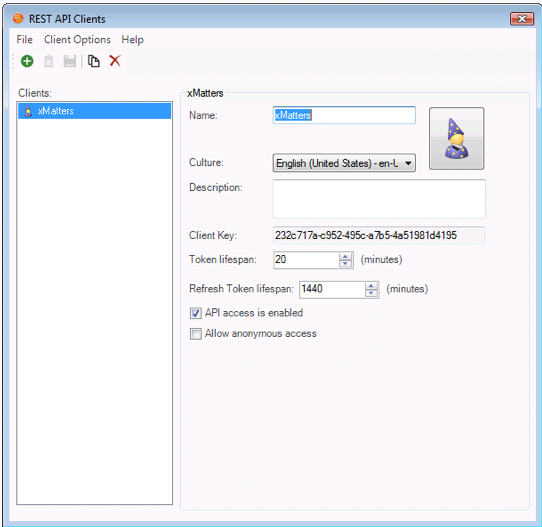 REST API Clients
File Client Options Help
Clients:
xMatters
xMatters
Name: xMatters
Culture: English (United States) - en-U
Description:
Client Key: 232c717a-c952-495c-a7b5-4a51981d4195
Token lifespan: 20 (minutes)
Refresh Token lifespan: 1440 (minutes)
API access is enabled
Allow anonymous access